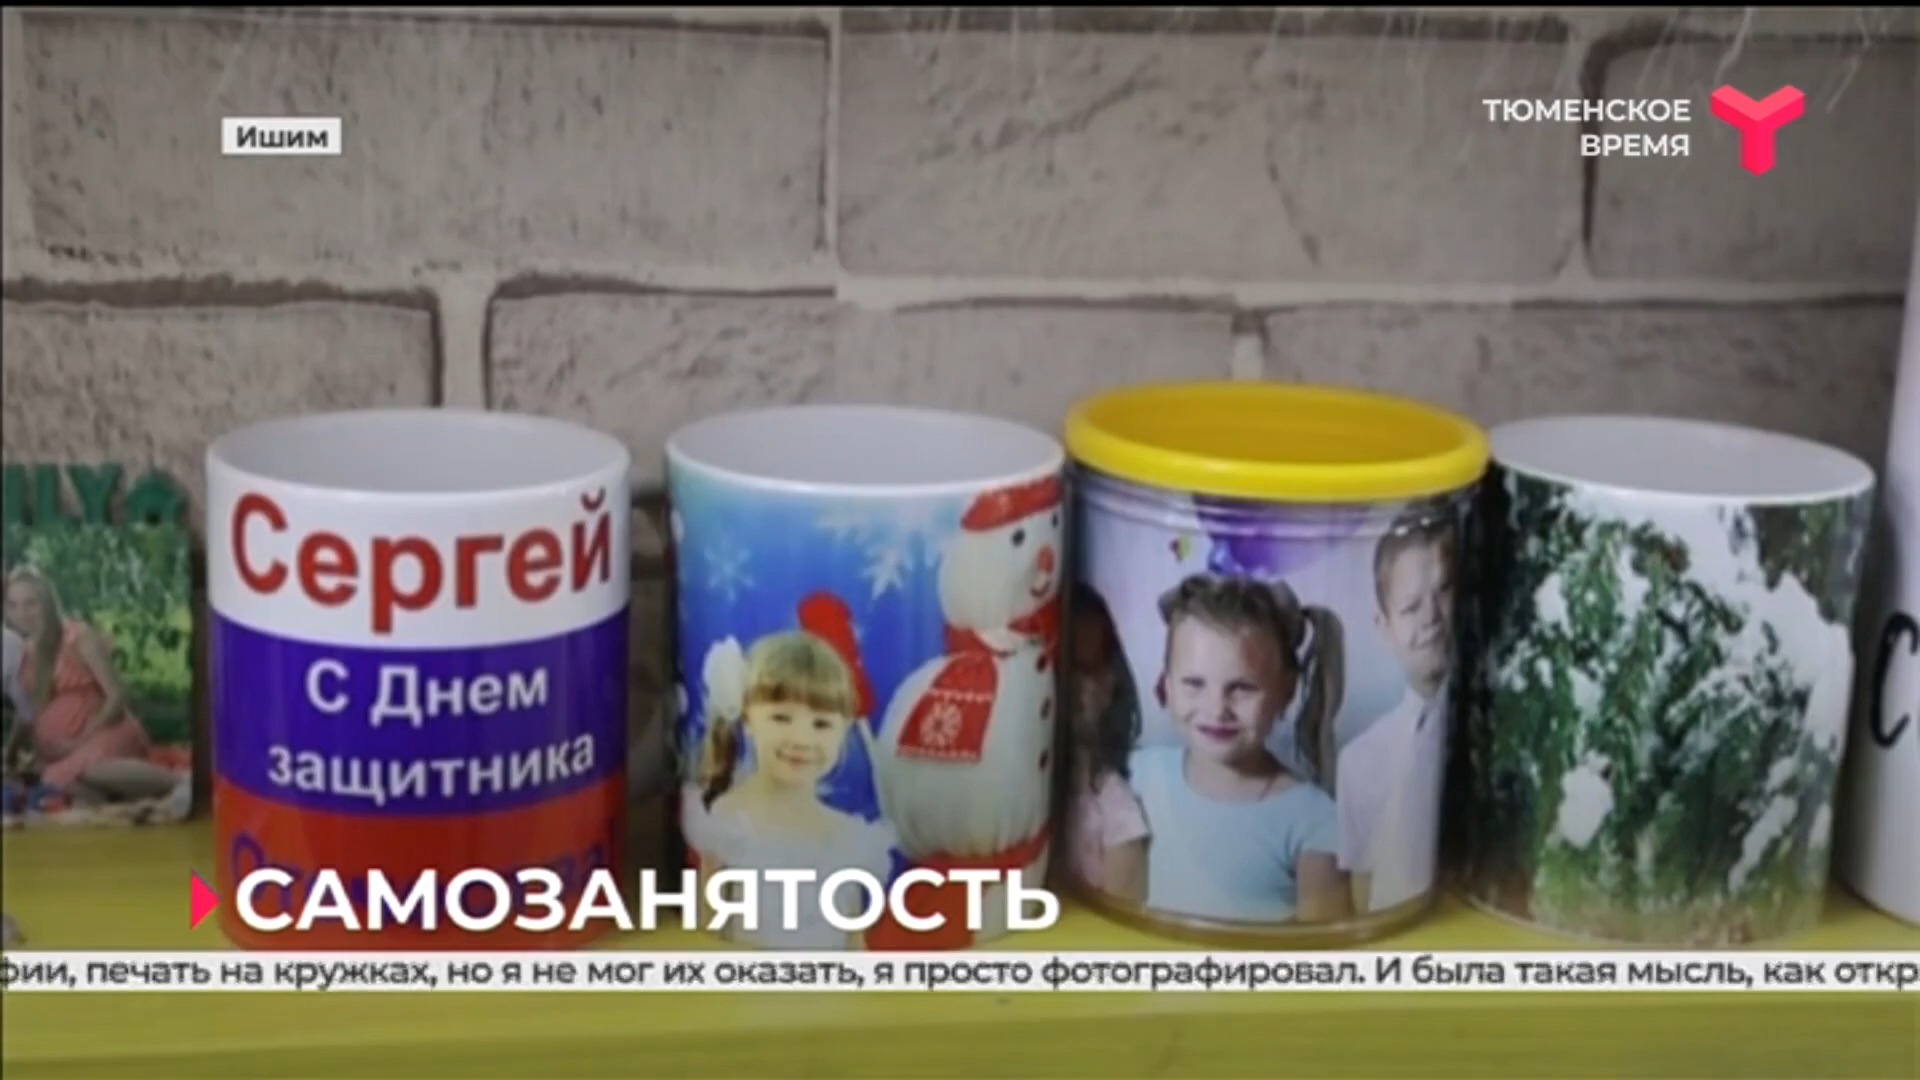 Ишим
ТЮМЕНСКОЕ
ВРЕМЯ
Сергей
С Днем
защитника
САМОЗАНЯТОСТЬ
фии, печать на кружках, но я не мог их оказать, я просто фотографировал. И была такая мысль, как откр